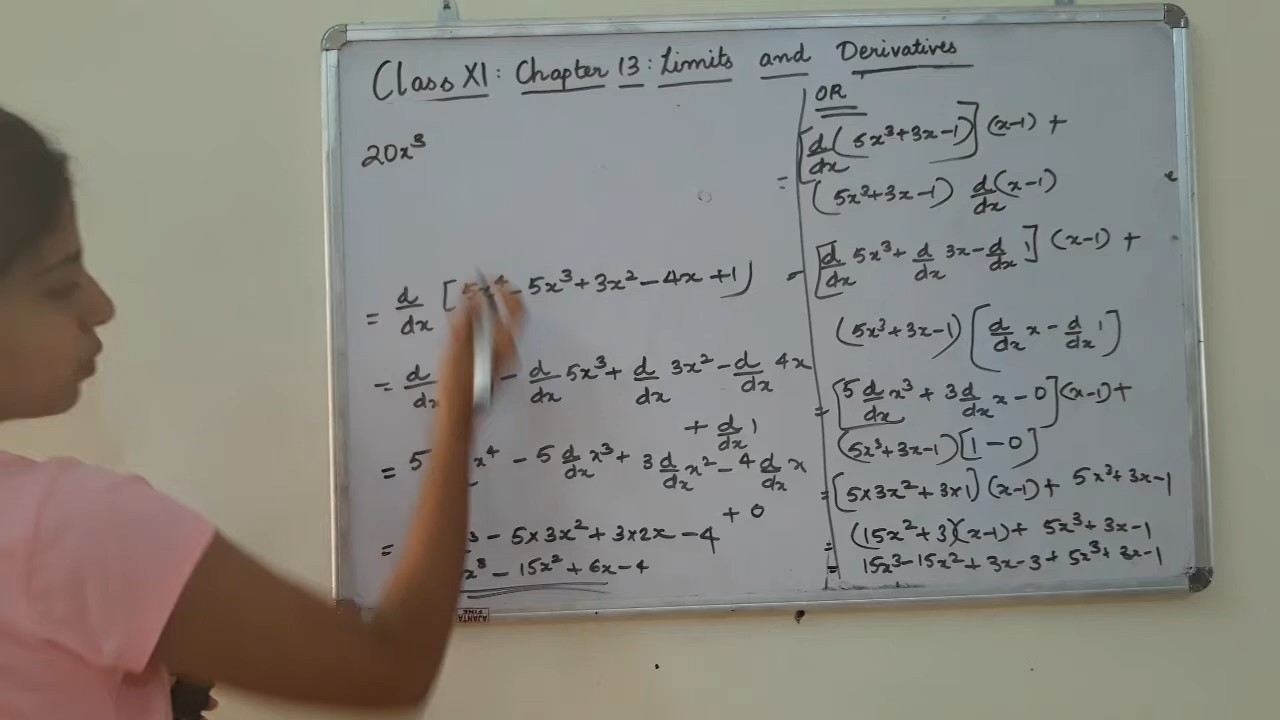 Class XI: Chapter 13: Limits and Derivatives
20x³
= d/dx [5x⁴ - 5x³ + 3x² - 4x + 1]
= d/dx - d/dx 5x³ + d/dx 3x² - d/dx 4x
+ d/dx 1
= 5 x⁴ - 5 d/dx x³ + 3 d/dx x² - 4 d/dx x
+ 0
= ³ - 5×3x² + 3×2x - 4
x³ - 15x² + 6x - 4
OR
= [d/dx (5x³ + 3x - 1)] (x-1) +
(5x³ + 3x - 1) d/dx (x-1)
= [d/dx 5x³ + d/dx 3x - d/dx 1] (x-1) +
(5x³ + 3x - 1) [d/dx x - d/dx 1]
= [5 d/dx x³ + 3 d/dx x - 0] (x-1) +
(5x³ + 3x - 1) [1 - 0]
= [5×3x² + 3×1] (x-1) + 5x³ + 3x - 1
= (15x² + 3)(x-1) + 5x³ + 3x - 1
= 15x³ - 15x² + 3x - 3 + 5x³ + 3x - 1
AJANTA